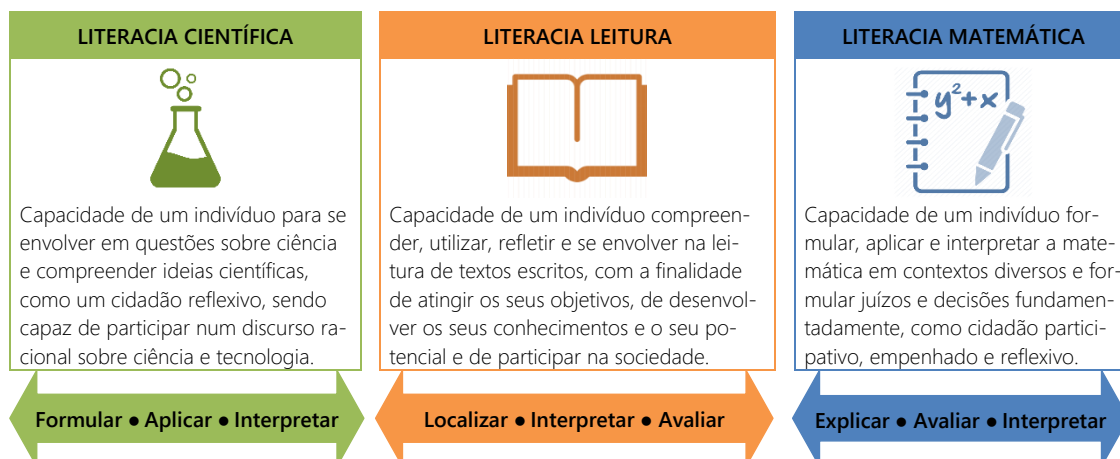 LITERACIA CIENTÍFICA
Capacidade de um indivíduo para se
envolver em questões sobre ciência
e compreender ideias científicas,
como um cidadão reflexivo, sendo
capaz de participar num discurso ra-
cional sobre ciência e tecnologia.
Formular ● Aplicar ● Interpretar
LITERACIA LEITURA
Capacidade de um indivíduo compreen-
der, utilizar, refletir e se envolver na lei-
tura de textos escritos, com a finalidade
de atingir os seus objetivos, de desenvol-
ver os seus conhecimentos e o seu po-
tencial e de participar na sociedade.
Localizar ● Interpretar ● Avaliar
LITERACIA MATEMÁTICA
y²+x
Capacidade de um indivíduo for-
mular, aplicar e interpretar a mate-
mática em contextos diversos e for-
mular juízos e decisões fundamen-
tadamente, como cidadão partici-
pativo, empenhado e reflexivo.
Explicar ● Avaliar ● Interpretar